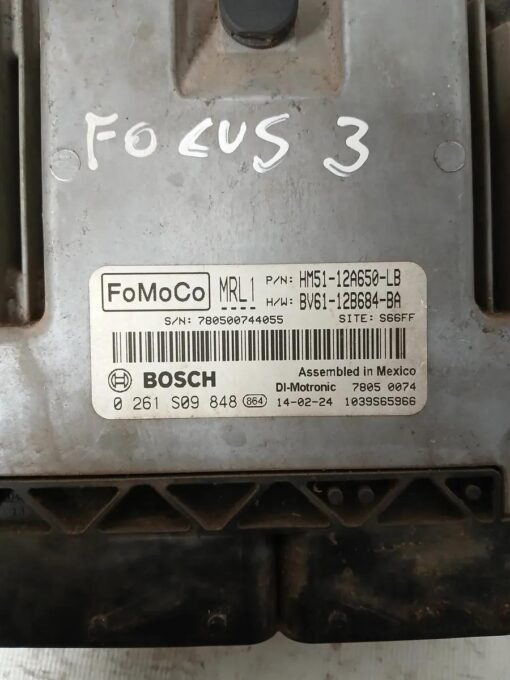 FOCUS 3
FoMoCo MRL1 P/N: HM51-12A650-LB
H/W: BV61-12B684-BA
S/N: 780500744055 SITE: S66FF
BOSCH Assembled in Mexico
DI-Motronic 7805 0074
0 261 S09 848 864 14-02-24 1039S65966